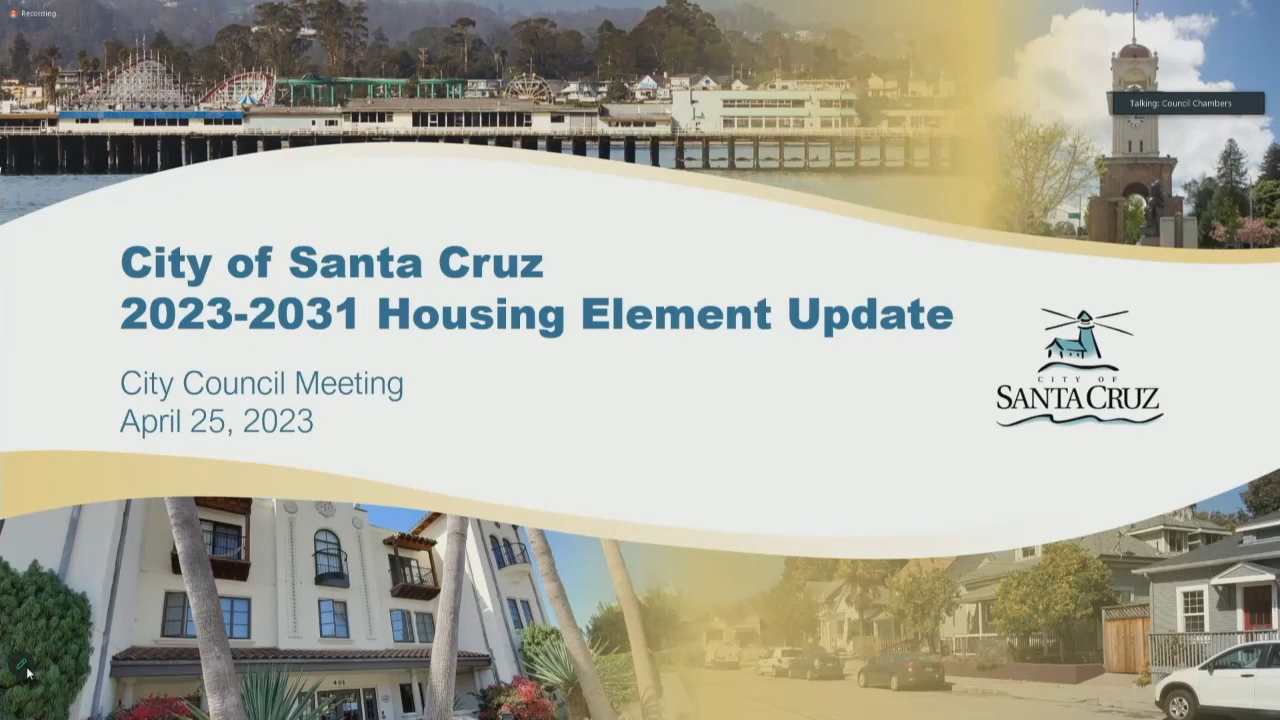 Recording
Talking: Council Chambers
City of Santa Cruz
2023-2031 Housing Element Update
City Council Meeting
April 25, 2023
CITY OF
SANTA CRUZ
401